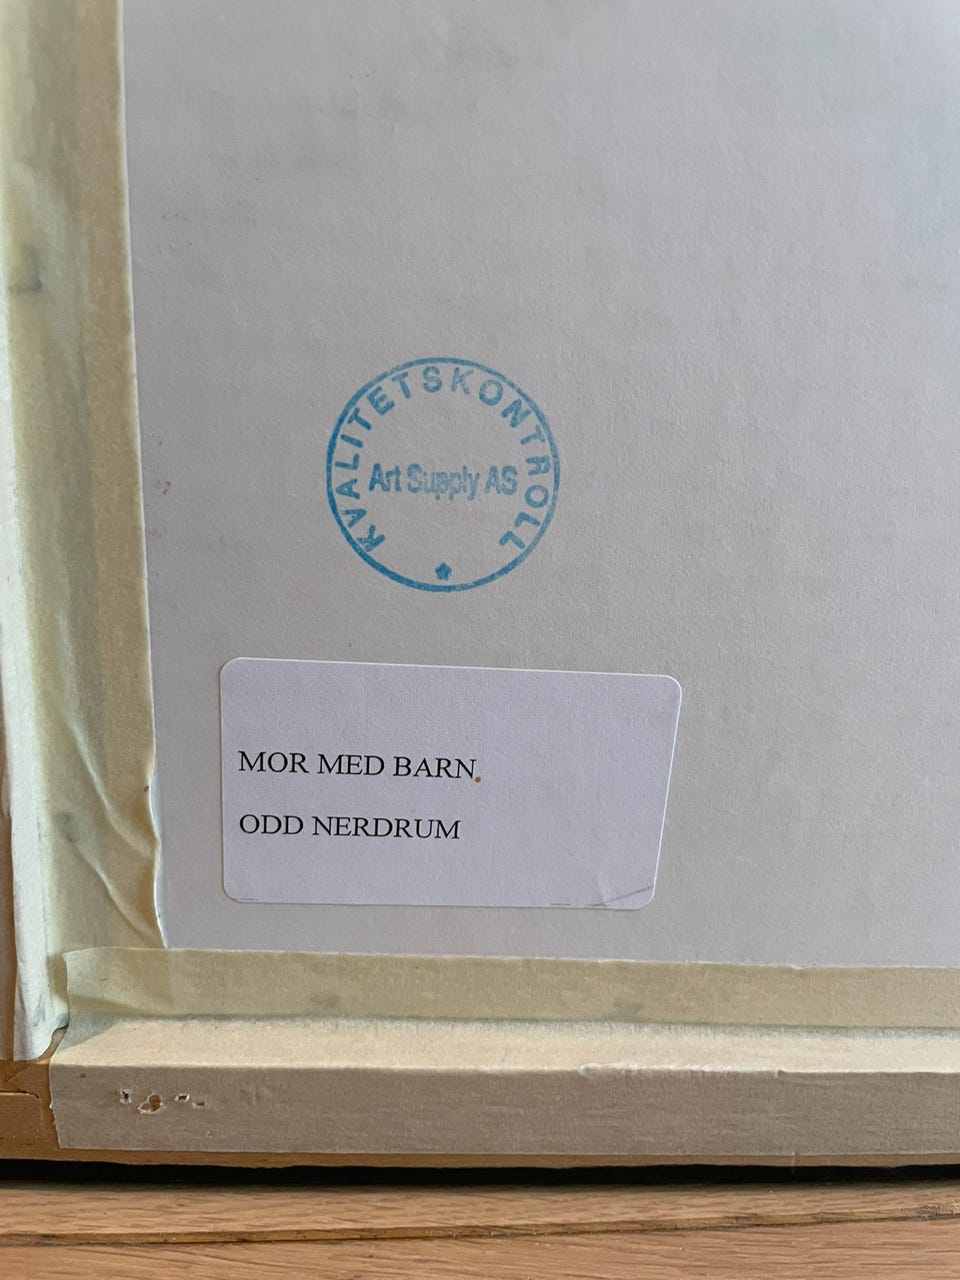 KVALITETSKONTROLL
Art Supply AS
MOR MED BARN
ODD NERDRUM